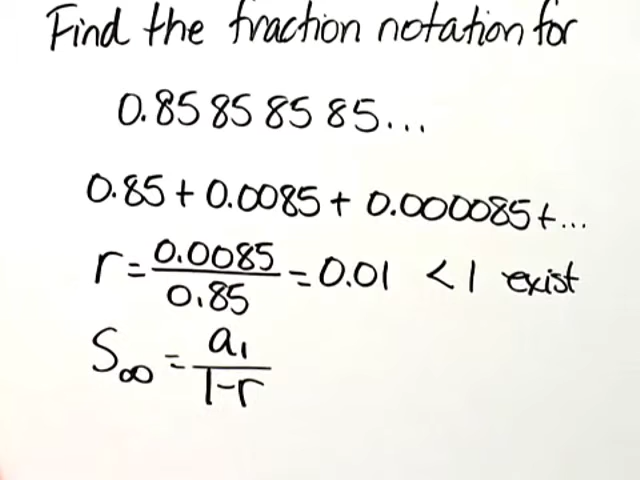 Find the fraction notation for
0.85 85 85 85...
0.85 + 0.0085 + 0.000085 + ...
r = 0.0085 / 0.85 = 0.01 < 1 exist
S∞ = a₁ / 1-r